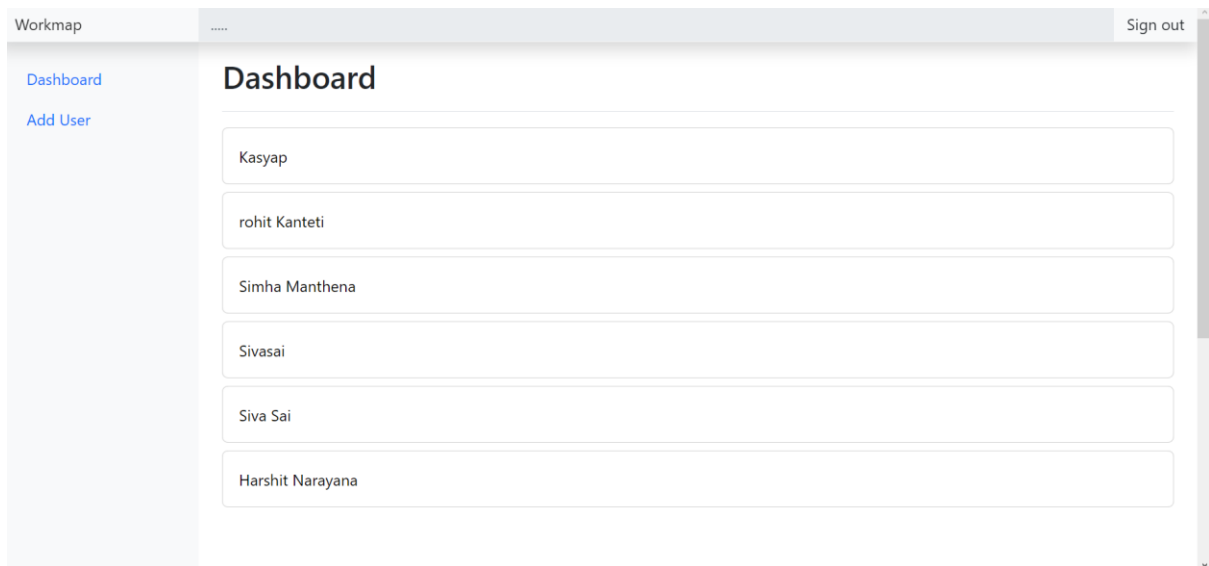 Workmap
.....
Sign out
Dashboard
Add User
Dashboard
Kasyap
rohit Kanteti
Simha Manthena
Sivasai
Siva Sai
Harshit Narayana